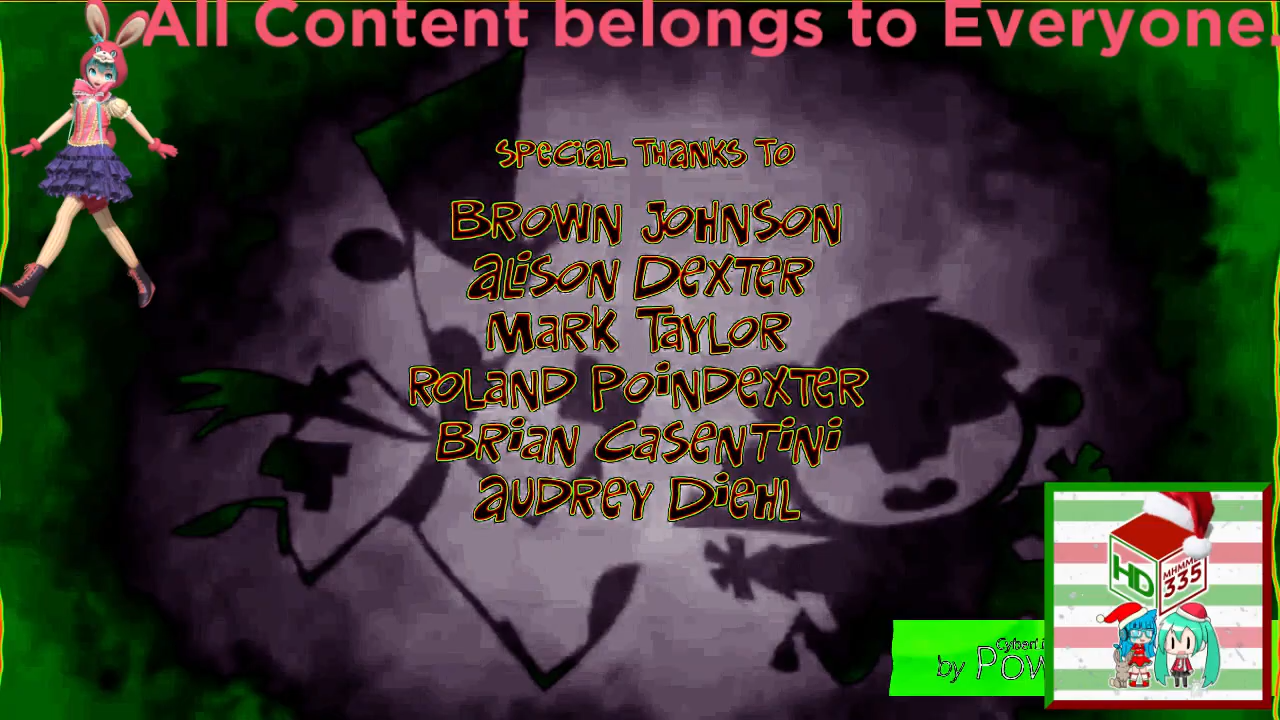 All Content belongs to Everyone.
Special Thanks To
Brown Johnson
Alison Dexter
Mark Taylor
Roland Poindexter
Brian Casentini
Audrey Diehl
by
HD
MHMML
335